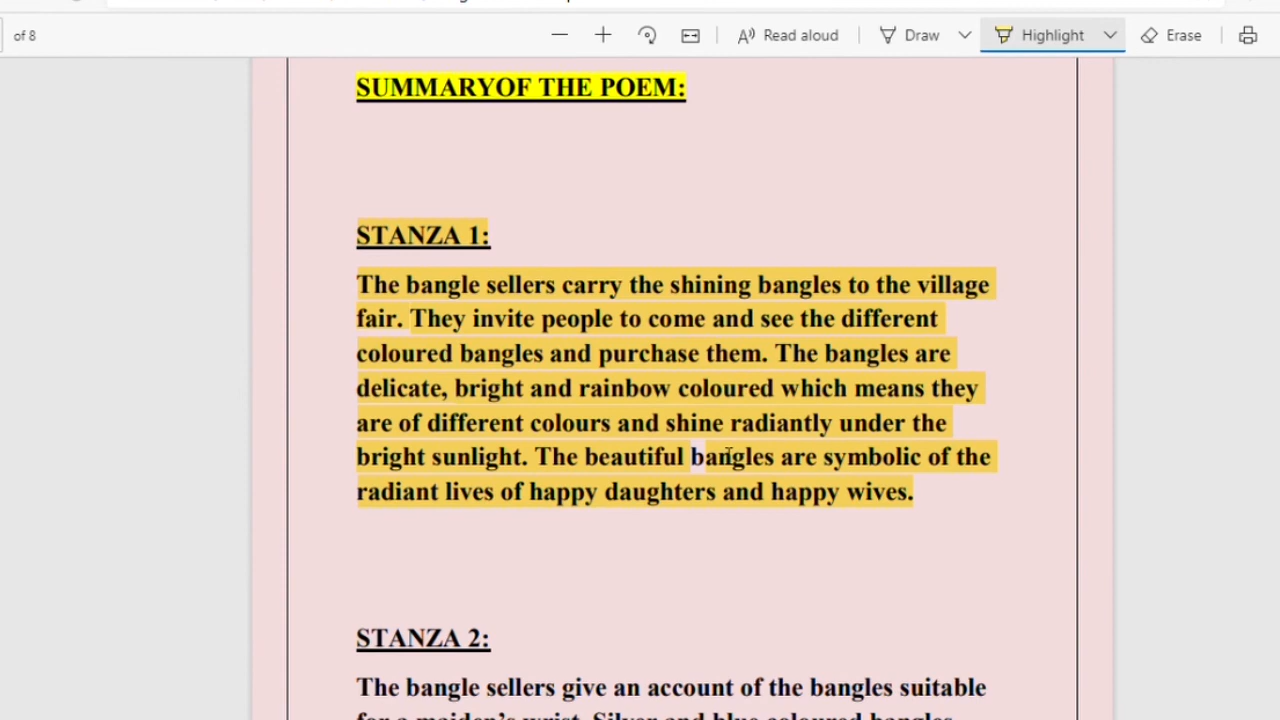 of 8
Read aloud
Draw
Highlight
Erase
SUMMARYOF THE POEM:
STANZA 1:
The bangle sellers carry the shining bangles to the village
fair. They invite people to come and see the different
coloured bangles and purchase them. The bangles are
delicate, bright and rainbow coloured which means they
are of different colours and shine radiantly under the
bright sunlight. The beautiful bangles are symbolic of the
radiant lives of happy daughters and happy wives.
STANZA 2:
The bangle sellers give an account of the bangles suitable
for a maiden's wrist. Silver and blue coloured bangles